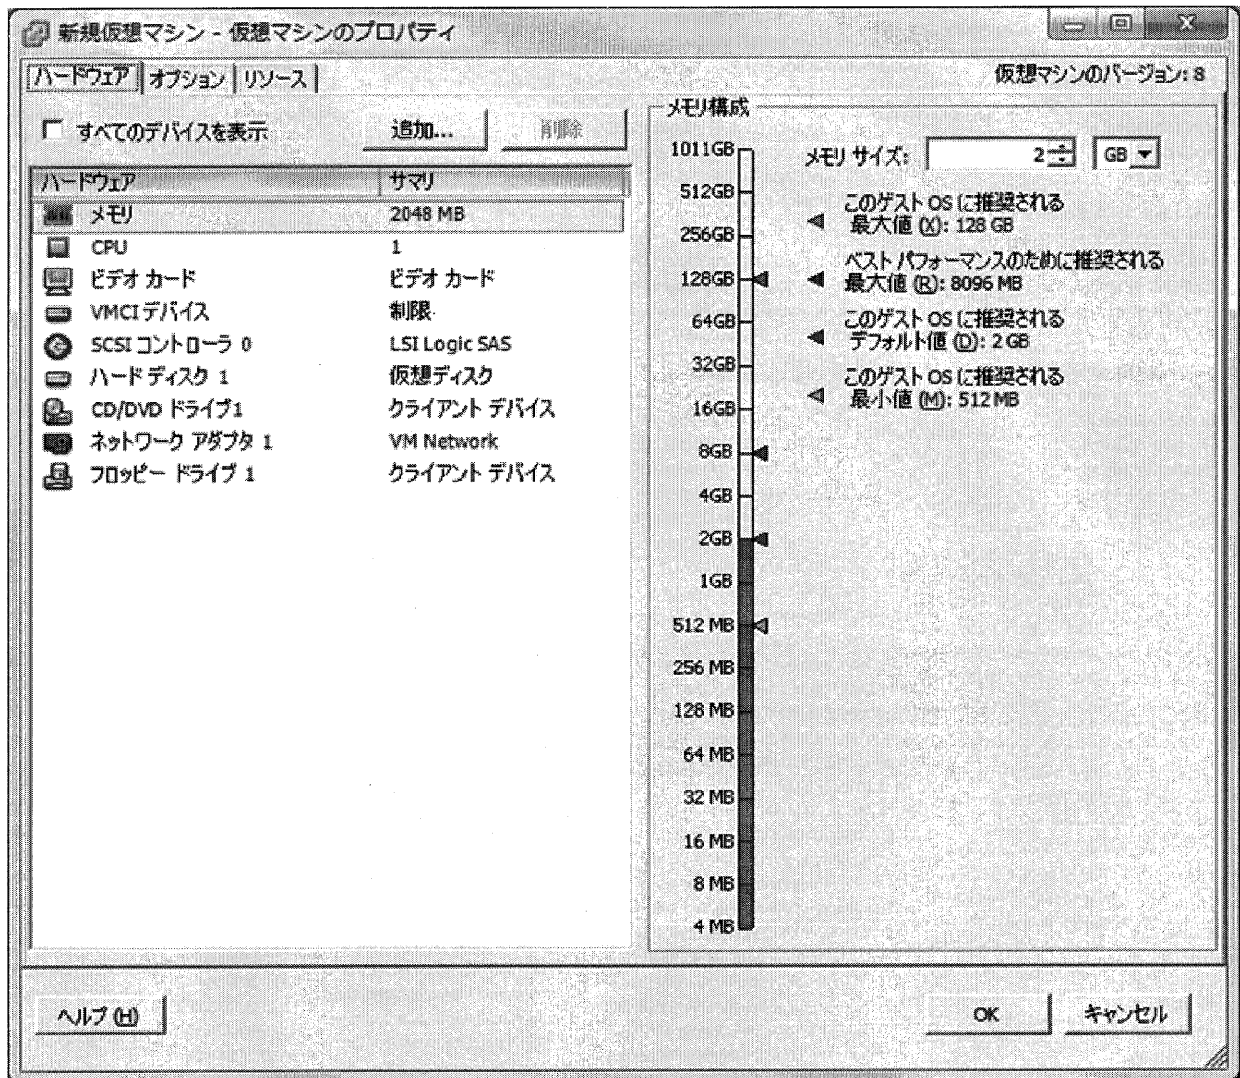 新規仮想マシン - 仮想マシンのプロパティ
ハードウェア オプション リソース
仮想マシンのバージョン: 8
すべてのデバイスを表示
追加...
削除
ハードウェア サマリ
メモリ 2048 MB
CPU 1
ビデオ カード ビデオ カード
VMCI デバイス 制限
SCSI コントローラ 0 LSI Logic SAS
ハード ディスク 1 仮想ディスク
CD/DVD ドライブ1 クライアント デバイス
ネットワーク アダプタ 1 VM Network
フロッピー ドライブ 1 クライアント デバイス
メモリ構成
メモリ サイズ: 2 GB
1011GB
512GB
256GB
128GB
64GB
32GB
16GB
8GB
4GB
2GB
1GB
512 MB
256 MB
128 MB
64 MB
32 MB
16 MB
8 MB
4 MB
このゲスト OS に推奨される
最大値 (X): 128 GB
ベスト パフォーマンスのために推奨される
最大値 (R): 8096 MB
このゲスト OS に推奨される
デフォルト値 (D): 2 GB
このゲスト OS に推奨される
最小値 (M): 512 MB
ヘルプ (H)
OK
キャンセル